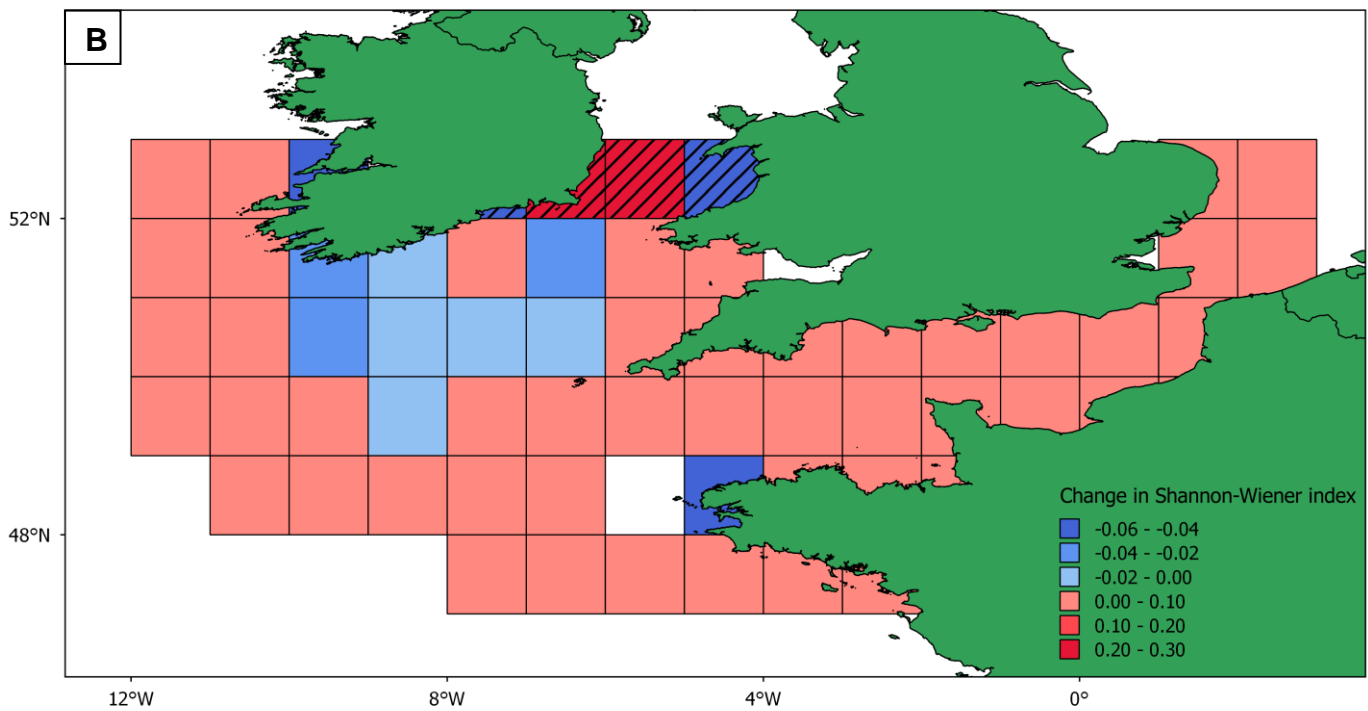 B
52°N
48°N
Change in Shannon-Wiener index
-0.06 - -0.04
-0.04 - -0.02
-0.02 - 0.00
0.00 - 0.10
0.10 - 0.20
0.20 - 0.30
12°W
8°W
4°W
0°